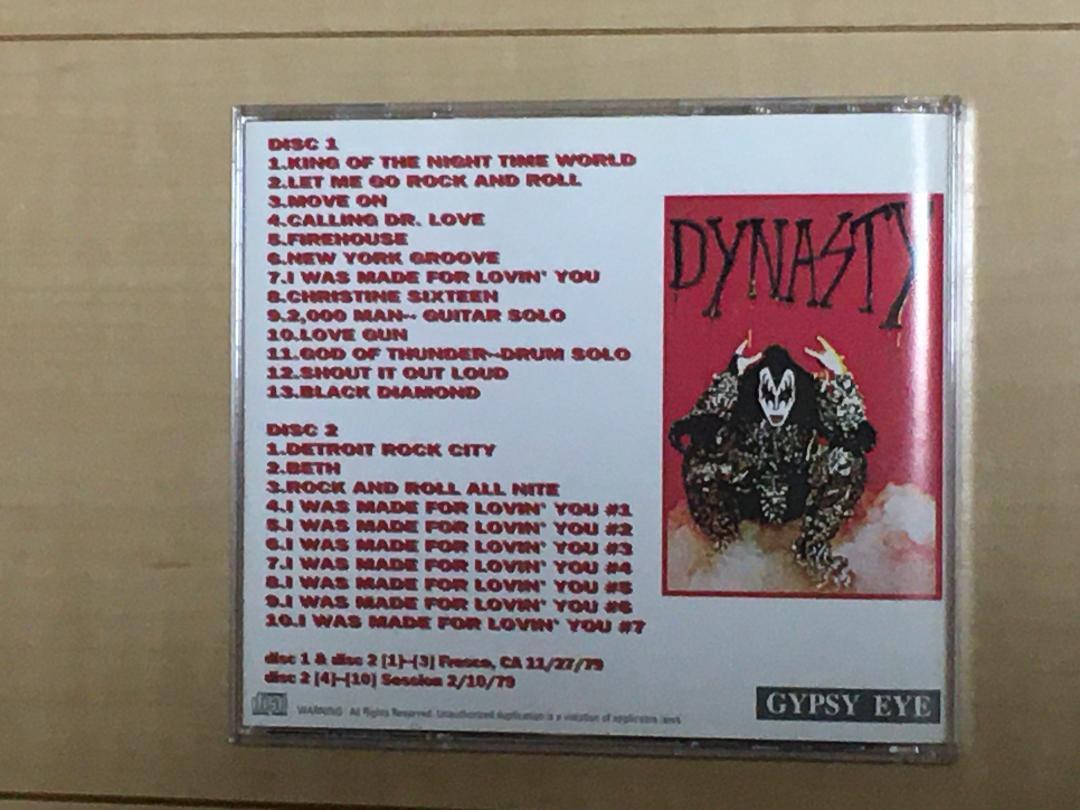 DISC 1
1.KING OF THE NIGHT TIME WORLD
2.LET ME GO ROCK AND ROLL
3.MOVE ON
4.CALLING DR. LOVE
5.FIREHOUSE
6.NEW YORK GROOVE
7.I WAS MADE FOR LOVIN' YOU
8.CHRISTINE SIXTEEN
9.2,000 MAN~ GUITAR SOLO
10.LOVE GUN
11.GOD OF THUNDER~DRUM SOLO
12.SHOUT IT OUT LOUD
13.BLACK DIAMOND
DISC 2
1.DETROIT ROCK CITY
2.BETH
3.ROCK AND ROLL ALL NITE
4.I WAS MADE FOR LOVIN' YOU #1
5.I WAS MADE FOR LOVIN' YOU #2
6.I WAS MADE FOR LOVIN' YOU #3
7.I WAS MADE FOR LOVIN' YOU #4
8.I WAS MADE FOR LOVIN' YOU #5
9.I WAS MADE FOR LOVIN' YOU #6
10.I WAS MADE FOR LOVIN' YOU #7
disc 1 & disc 2 [1]~[3] Fresco, CA 11/27/79
disc 2 [4]~[10] Session 2/10/79
WARNING : All Rights Reserved. Unauthorized duplication is a violation of applicable laws
DYNASTY
GYPSY EYE